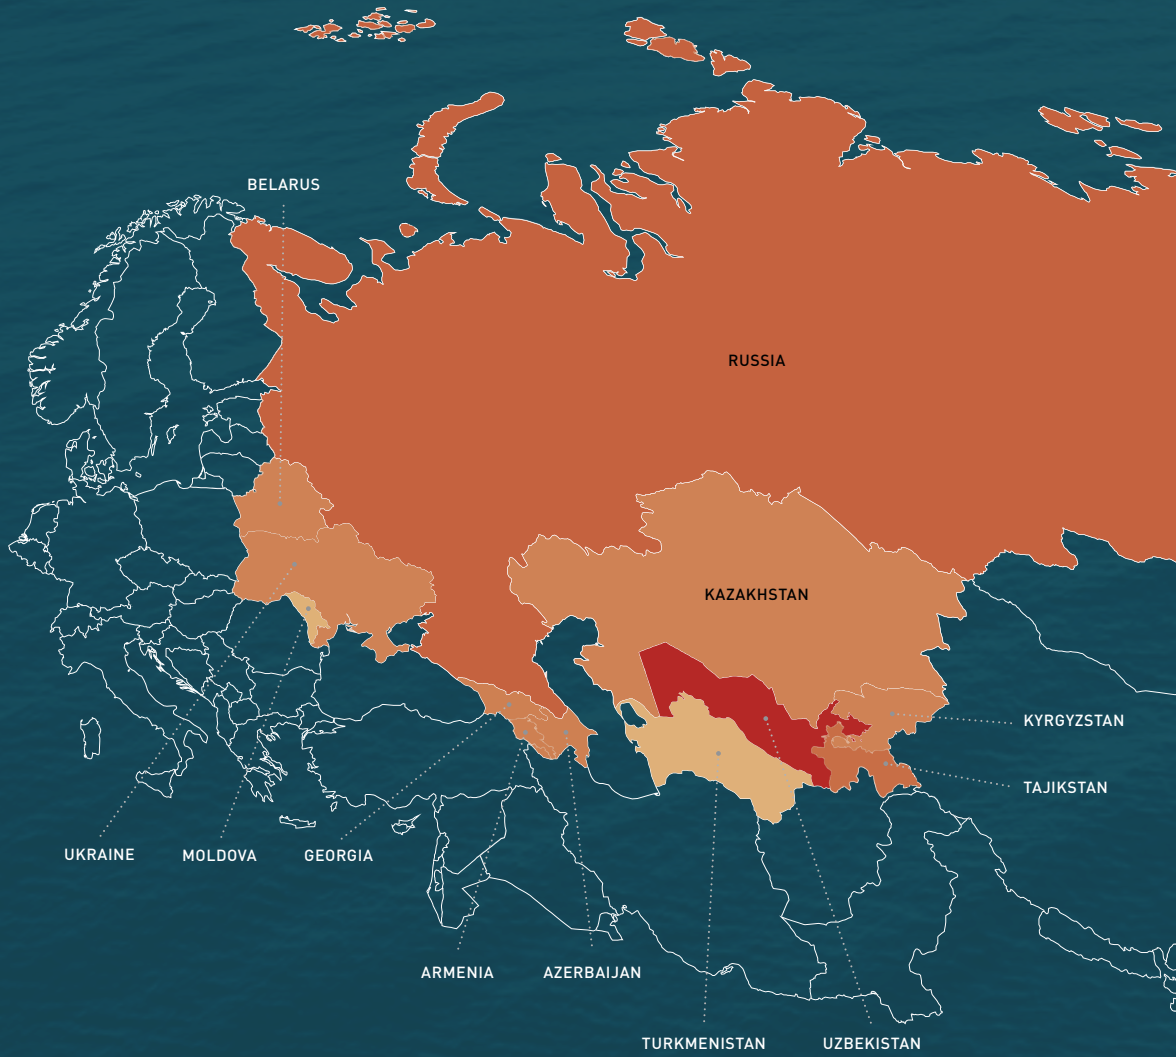 BELARUS
RUSSIA
KAZAKHSTAN
KYRGYZSTAN
TAJIKSTAN
UKRAINE
MOLDOVA
GEORGIA
ARMENIA
AZERBAIJAN
TURKMENISTAN
UZBEKISTAN